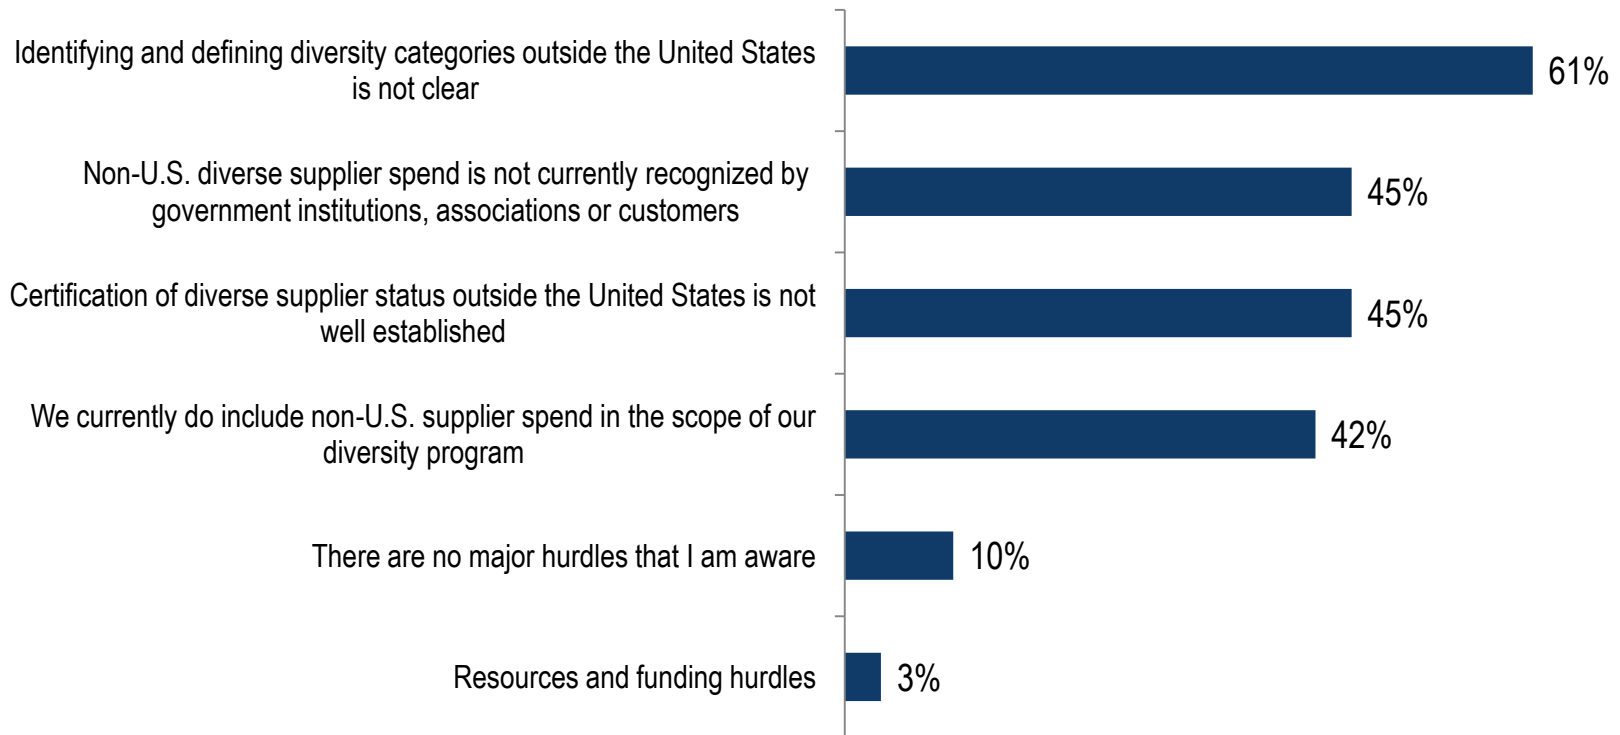 Identifying and defining diversity categories outside the United States
is not clear
61%
Non-U.S. diverse supplier spend is not currently recognized by
government institutions, associations or customers
45%
Certification of diverse supplier status outside the United States is not
well established
45%
We currently do include non-U.S. supplier spend in the scope of our
diversity program
42%
There are no major hurdles that I am aware
10%
Resources and funding hurdles
3%